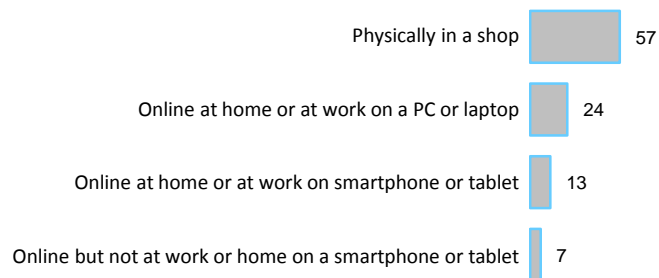 Physically in a shop 57
Online at home or at work on a PC or laptop 24
Online at home or at work on smartphone or tablet 13
Online but not at work or home on a smartphone or tablet 7